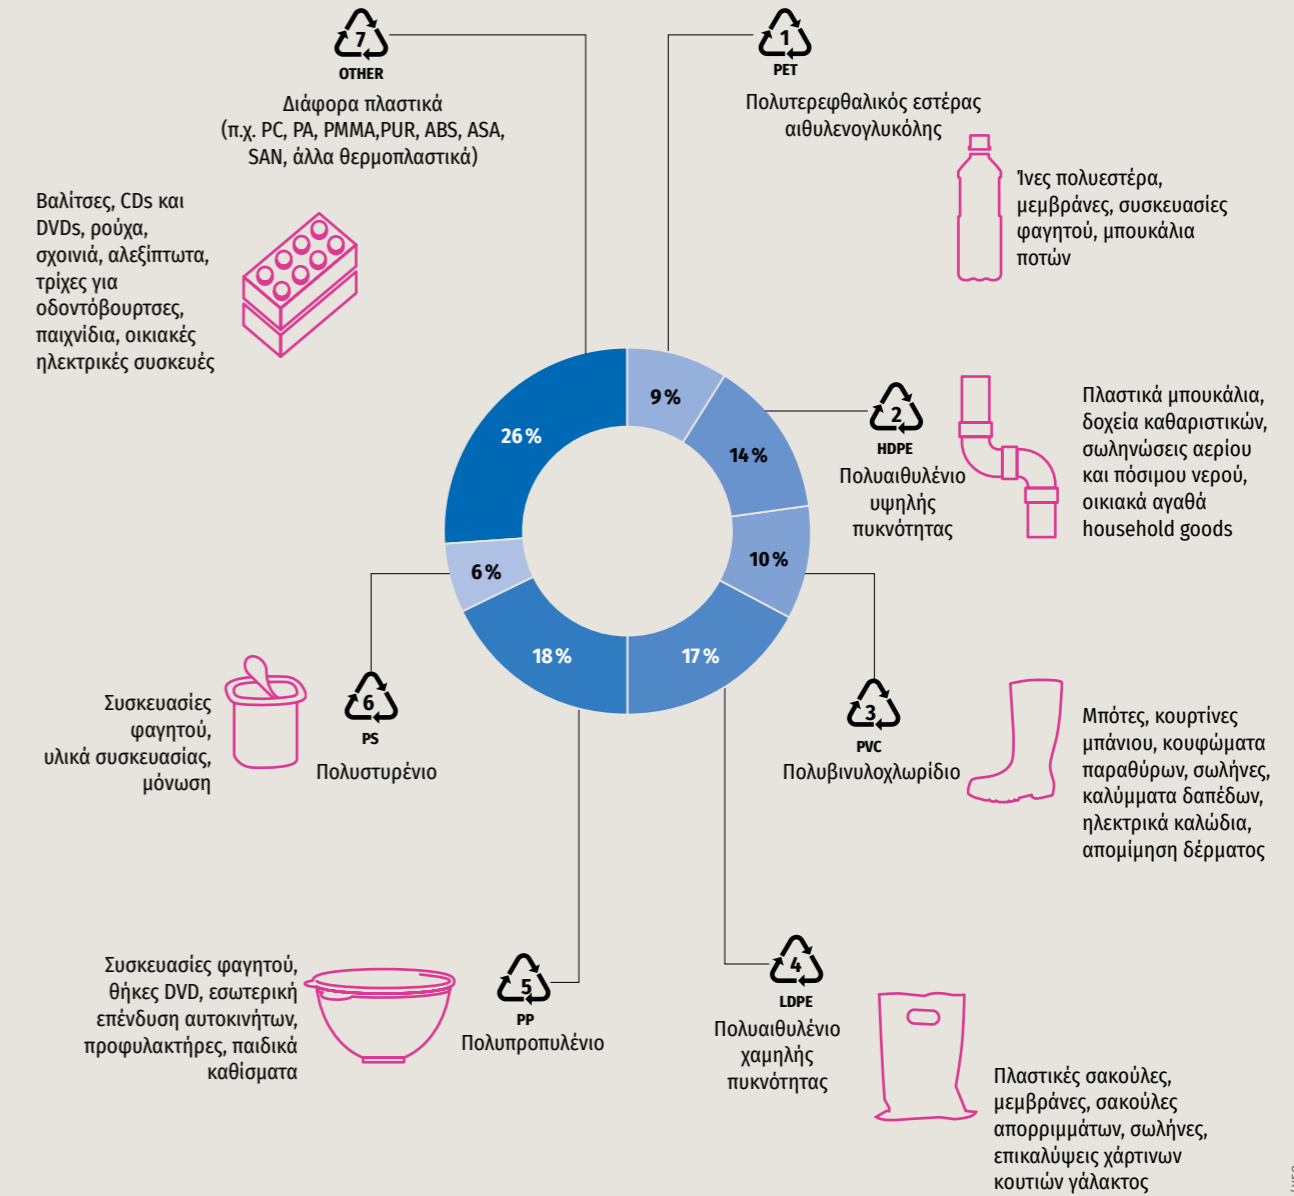 7
OTHER
Διάφορα πλαστικά
(π.χ. PC, PA, PMMA,PUR, ABS, ASA,
SAN, άλλα θερμοπλαστικά)
Βαλίτσες, CDs και
DVDs, ρούχα,
σχοινιά, αλεξίπτωτα,
τρίχες για
οδοντόβουρτσες,
παιχνίδια, οικιακές
ηλεκτρικές συσκευές
1
PET
Πολυτερεφθαλικός εστέρας
αιθυλενογλυκόλης
Ίνες πολυεστέρα,
μεμβράνες, συσκευασίες
φαγητού, μπουκάλια
ποτών
2
HDPE
Πολυαιθυλένιο
υψηλής
πυκνότητας
Πλαστικά μπουκάλια,
δοχεία καθαριστικών,
σωληνώσεις αερίου
και πόσιμου νερού,
οικιακά αγαθά
household goods
9%
14%
10%
17%
18%
6%
26%
3
PVC
Πολυβινυλοχλωρίδιο
Μπότες, κουρτίνες
μπάνιου, κουφώματα
παραθύρων, σωλήνες,
καλύμματα δαπέδων,
ηλεκτρικά καλώδια,
απομίμηση δέρματος
6
PS
Πολυστυρένιο
Συσκευασίες
φαγητού,
υλικά συσκευασίας,
μόνωση
5
PP
Πολυπροπυλένιο
Συσκευασίες φαγητού,
θήκες DVD, εσωτερική
επένδυση αυτοκινήτων,
προφυλακτήρες, παιδικά
καθίσματα
4
LDPE
Πολυαιθυλένιο
χαμηλής
πυκνότητας
Πλαστικές σακούλες,
μεμβράνες, σακούλες
απορριμμάτων, σωλήνες,
επικαλύψεις χάρτινων
κουτιών γάλακτος